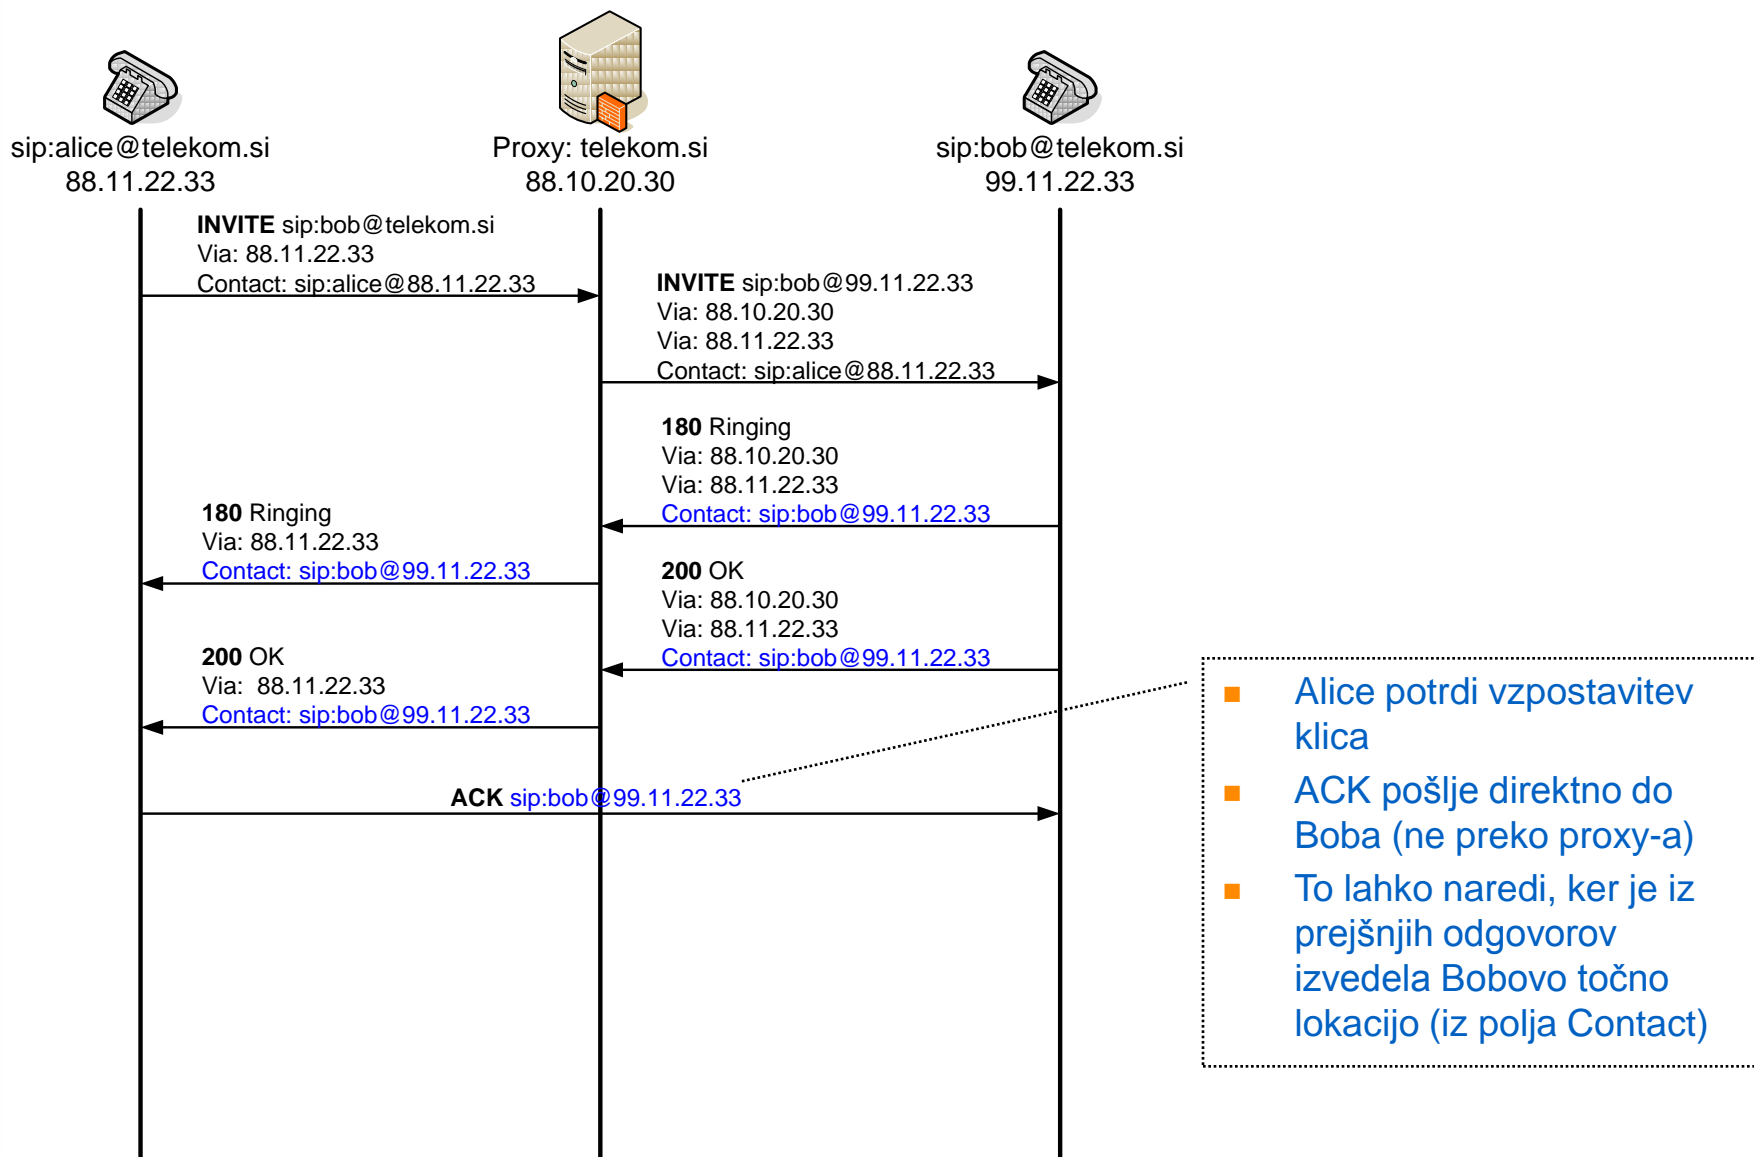 sip:alice@telekom.si
88.11.22.33
Proxy: telekom.si
88.10.20.30
sip:bob@telekom.si
99.11.22.33
INVITE sip:bob@telekom.si
Via: 88.11.22.33
Contact: sip:alice@88.11.22.33
INVITE sip:bob@99.11.22.33
Via: 88.10.20.30
Via: 88.11.22.33
Contact: sip:alice@88.11.22.33
180 Ringing
Via: 88.10.20.30
Via: 88.11.22.33
Contact: sip:bob@99.11.22.33
180 Ringing
Via: 88.11.22.33
Contact: sip:bob@99.11.22.33
200 OK
Via: 88.10.20.30
Via: 88.11.22.33
Contact: sip:bob@99.11.22.33
200 OK
Via: 88.11.22.33
Contact: sip:bob@99.11.22.33
ACK sip:bob@99.11.22.33
Alice potrdi vzpostavitev
klica
ACK pošlje direktno do
Boba (ne preko proxy-a)
To lahko naredi, ker je iz
prejšnjih odgovorov
izvedela Bobovo točno
lokacijo (iz polja Contact)